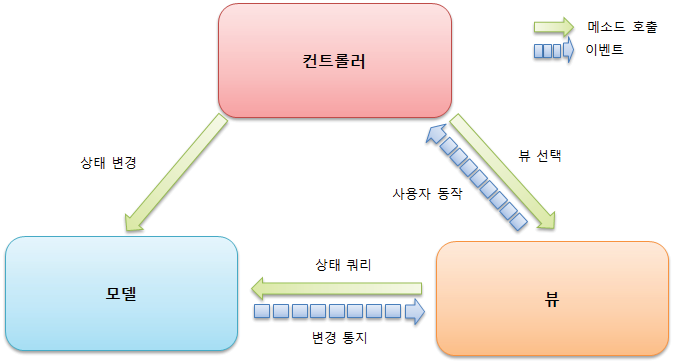 컨트롤러
메소드 호출
이벤트
상태 변경
뷰 선택
사용자 동작
모델
상태 쿼리
변경 통지
뷰